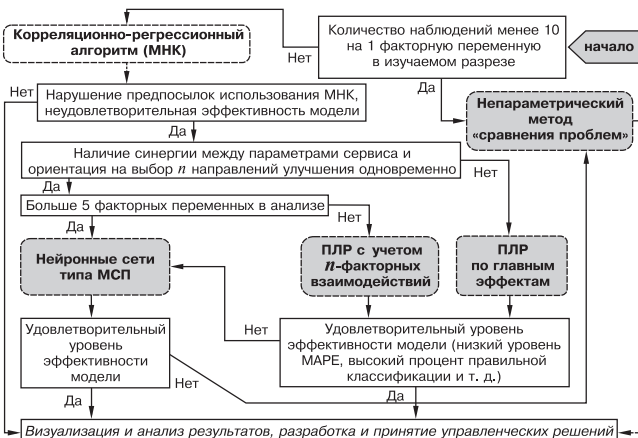 Корреляционно-регрессионный
алгоритм (МНК)
Количество наблюдений менее 10
на 1 факторную переменную
в изучаемом разрезе
начало
Нет
Да
Нет
Нарушение предпосылок использования МНК,
неудовлетворительная эффективность модели
Непараметрический
метод
«сравнения проблем»
Да
Наличие синергии между параметрами сервиса и
ориентация на выбор n направлений улучшения одновременно
Нет
Да
Больше 5 факторных переменных в анализе
Нет
Да
Нейронные сети
типа МСП
ПЛР с учетом
n-факторных
взаимодействий
ПЛР
по главным
эффектам
Удовлетворительный
уровень
эффективности
модели
Нет
Удовлетворительный уровень
эффективности модели (низкий уровень
MAPE, высокий процент правильной
классификации и т. д.)
Нет
Да
Да
Визуализация и анализ результатов, разработка и принятие управленческих решений